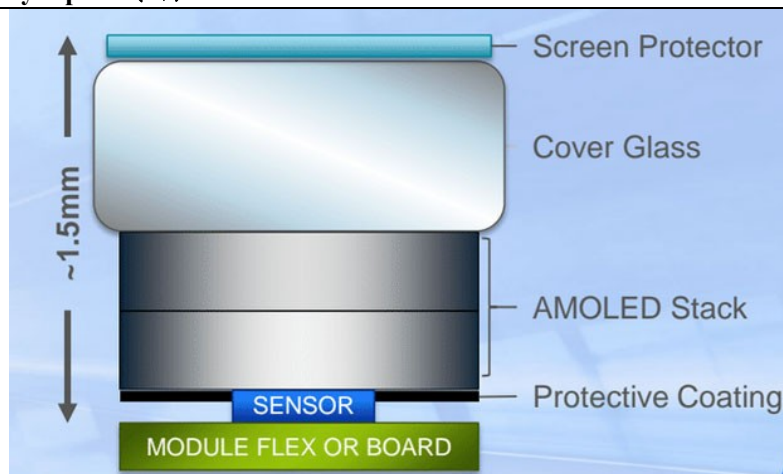 Screen Protector
Cover Glass
~1.5mm
AMOLED Stack
Protective Coating
SENSOR
MODULE FLEX OR BOARD